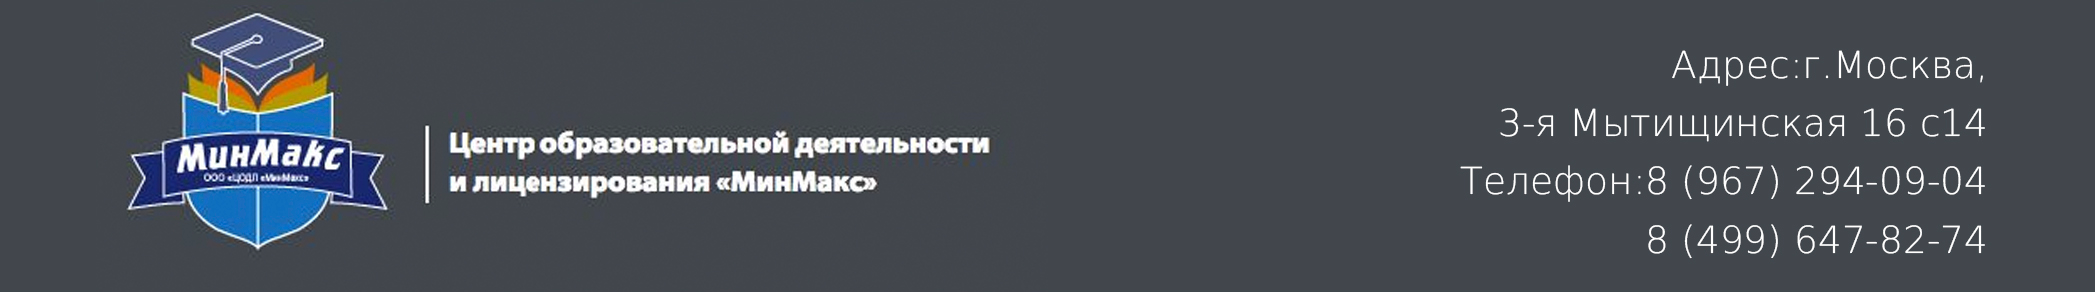 МинМакс
ООО «ЦОДЛ «МинМакс»
Центр образовательной деятельности
и лицензирования «МинМакс»
Адрес:г.Москва,
3-я Мытищинская 16 с14
Телефон:8 (967) 294-09-04
8 (499) 647-82-74